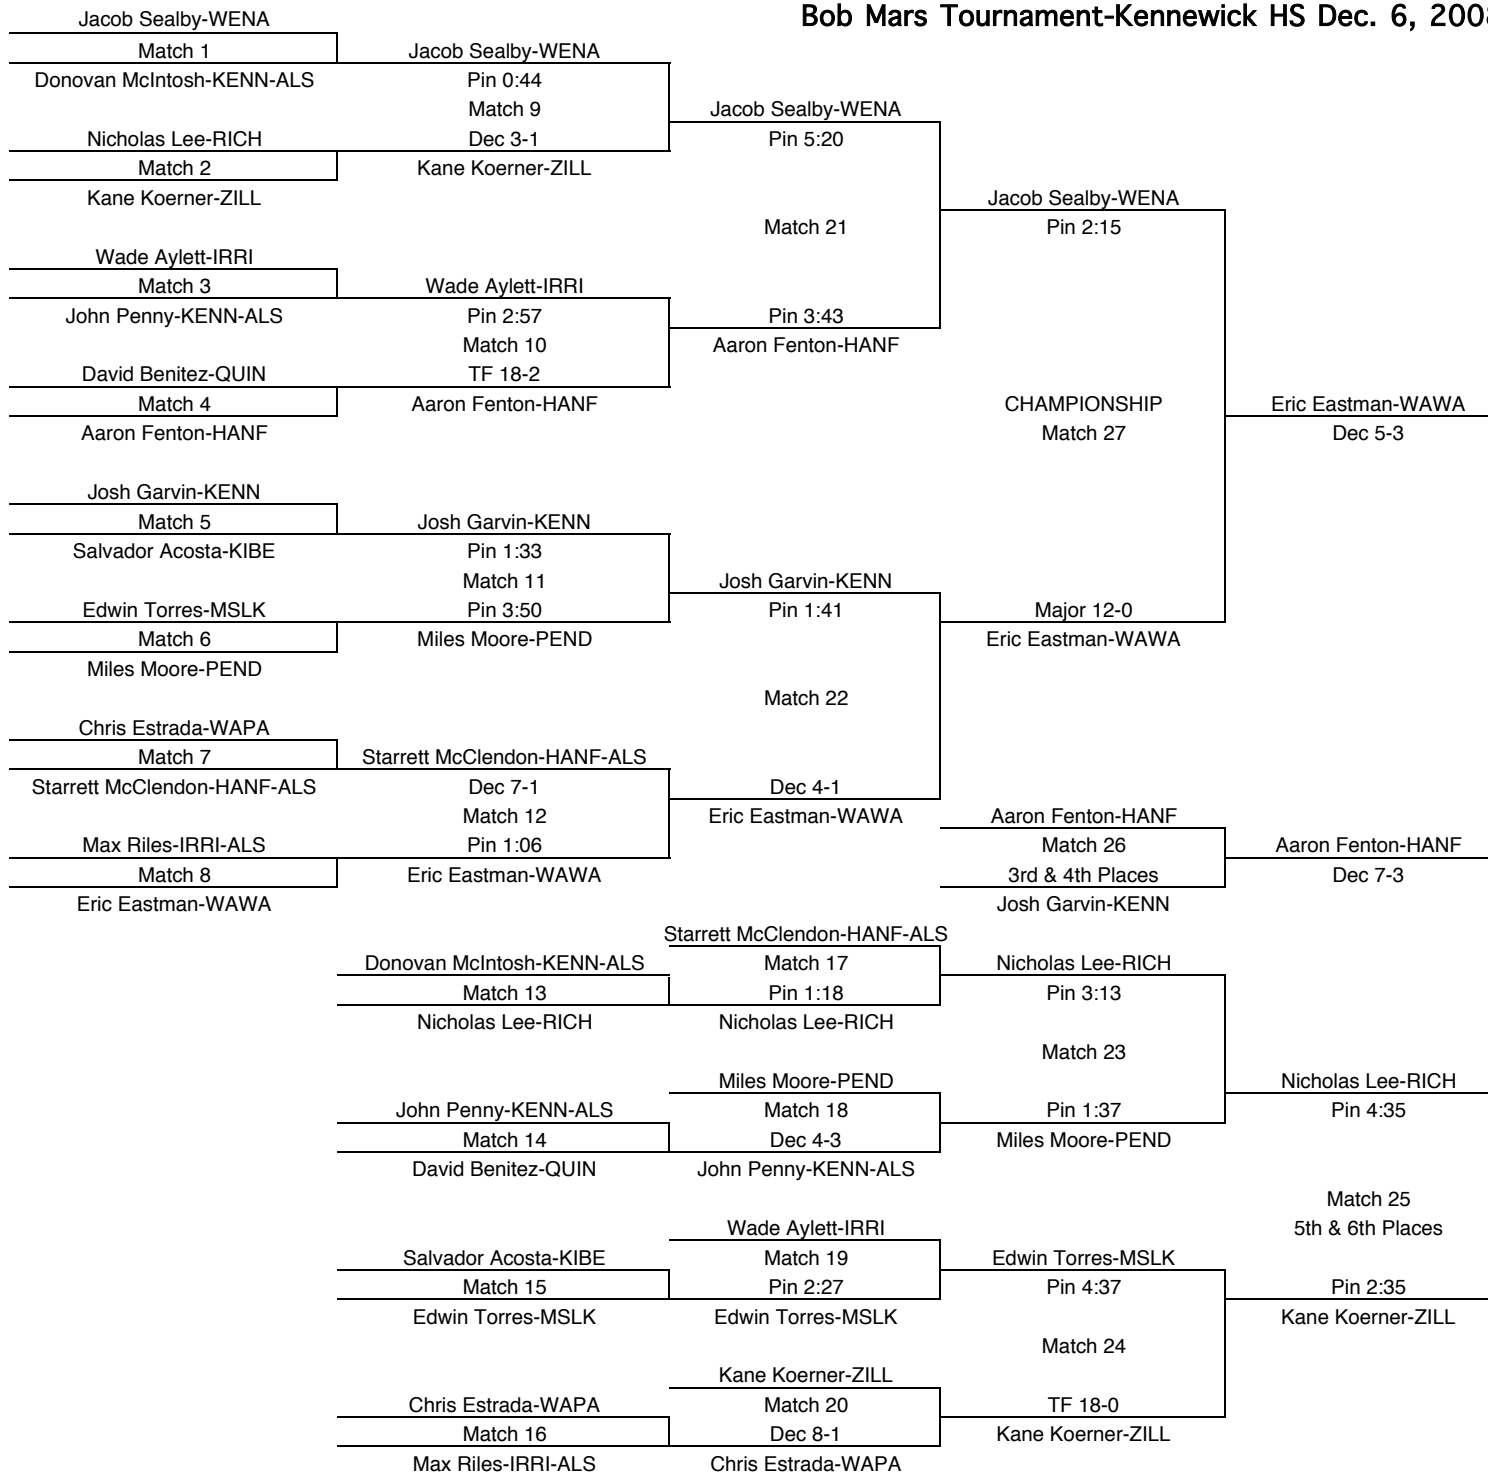 Bob Mars Tournament-Kennewick HS Dec. 6, 2008
Jacob Sealby-WENA
Match 1
Donovan McIntosh-KENN-ALS
Nicholas Lee-RICH
Match 2
Kane Koerner-ZILL
Wade Aylett-IRRI
Match 3
John Penny-KENN-ALS
David Benitez-QUIN
Match 4
Aaron Fenton-HANF
Josh Garvin-KENN
Match 5
Salvador Acosta-KIBE
Edwin Torres-MSLK
Match 6
Miles Moore-PEND
Chris Estrada-WAPA
Match 7
Starrett McClendon-HANF-ALS
Max Riles-IRRI-ALS
Match 8
Eric Eastman-WAWA
Jacob Sealby-WENA
Pin 0:44
Match 9
Dec 3-1
Kane Koerner-ZILL
Wade Aylett-IRRI
Pin 2:57
Match 10
TF 18-2
Aaron Fenton-HANF
Josh Garvin-KENN
Pin 1:33
Match 11
Pin 3:50
Miles Moore-PEND
Starrett McClendon-HANF-ALS
Dec 7-1
Match 12
Pin 1:06
Eric Eastman-WAWA
Jacob Sealby-WENA
Pin 5:20
Match 21
Pin 3:43
Aaron Fenton-HANF
Josh Garvin-KENN
Pin 1:41
Match 22
Dec 4-1
Eric Eastman-WAWA
Jacob Sealby-WENA
Pin 2:15
CHAMPIONSHIP
Match 27
Major 12-0
Eric Eastman-WAWA
Eric Eastman-WAWA
Dec 5-3
Aaron Fenton-HANF
Match 26
3rd & 4th Places
Josh Garvin-KENN
Aaron Fenton-HANF
Dec 7-3
Donovan McIntosh-KENN-ALS
Match 13
Nicholas Lee-RICH
John Penny-KENN-ALS
Match 14
David Benitez-QUIN
Salvador Acosta-KIBE
Match 15
Edwin Torres-MSLK
Chris Estrada-WAPA
Match 16
Max Riles-IRRI-ALS
Starrett McClendon-HANF-ALS
Match 17
Pin 1:18
Nicholas Lee-RICH
Miles Moore-PEND
Match 18
Dec 4-3
John Penny-KENN-ALS
Wade Aylett-IRRI
Match 19
Pin 2:27
Edwin Torres-MSLK
Kane Koerner-ZILL
Match 20
Dec 8-1
Chris Estrada-WAPA
Nicholas Lee-RICH
Pin 3:13
Match 23
Pin 1:37
Miles Moore-PEND
Edwin Torres-MSLK
Pin 4:37
Match 24
TF 18-0
Kane Koerner-ZILL
Nicholas Lee-RICH
Pin 4:35
Match 25
5th & 6th Places
Pin 2:35
Kane Koerner-ZILL